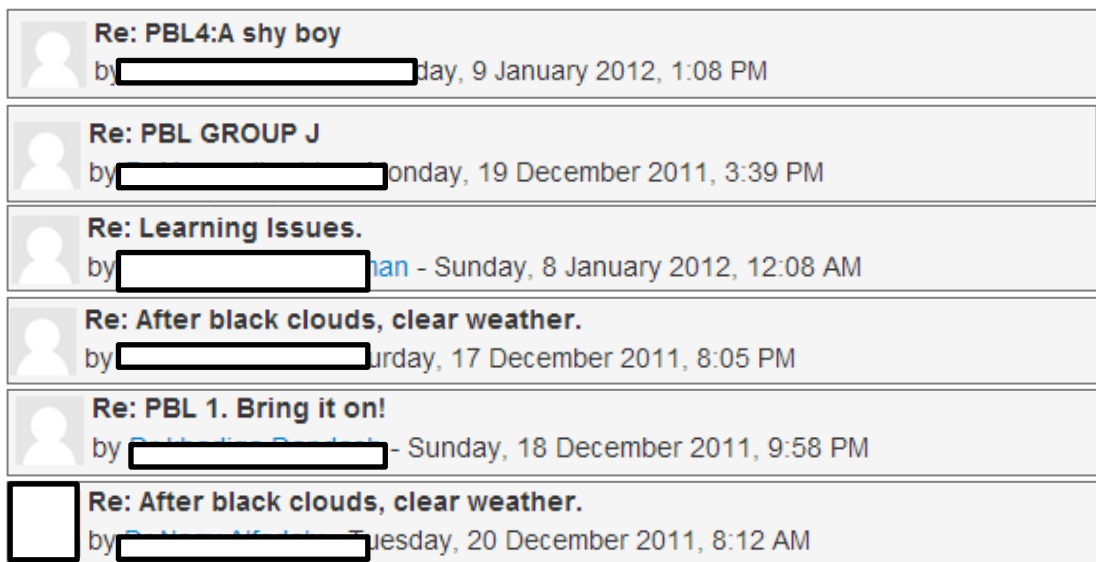 Re: PBL4:A shy boy
by day, 9 January 2012, 1:08 PM
Re: PBL GROUP J
by onday, 19 December 2011, 3:39 PM
Re: Learning Issues.
by man - Sunday, 8 January 2012, 12:08 AM
Re: After black clouds, clear weather.
by urday, 17 December 2011, 8:05 PM
Re: PBL 1. Bring it on!
by - Sunday, 18 December 2011, 9:58 PM
Re: After black clouds, clear weather.
by Tuesday, 20 December 2011, 8:12 AM